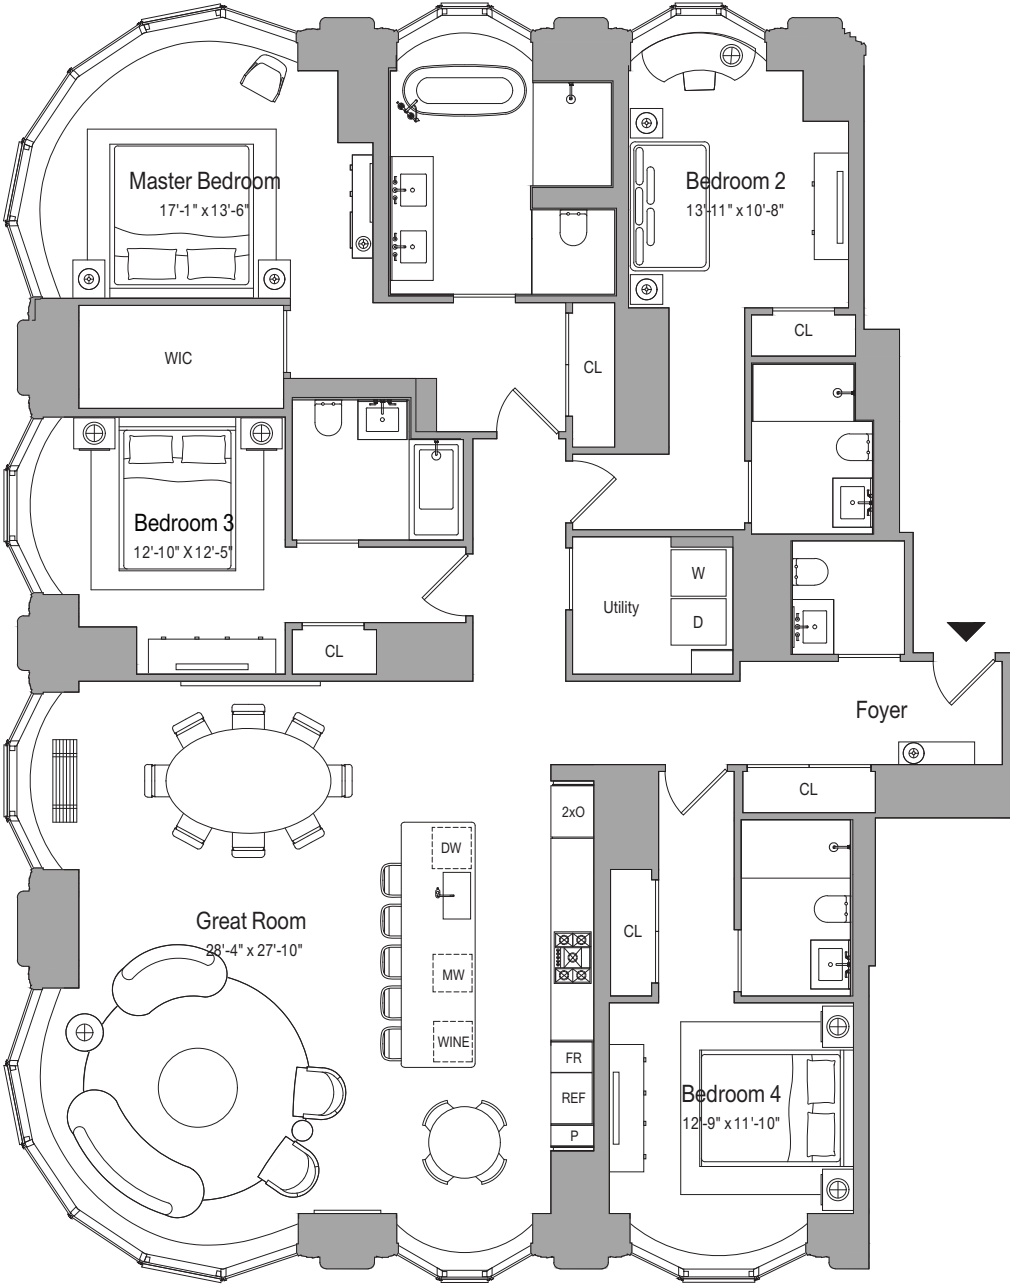 Master Bedroom
17'-1" x 13'-6"
Bedroom 2
13'-11" x 10'-8"
CL
WIC
CL
Bedroom 3
12'-10" X 12'-5"
W
Utility
D
CL
Foyer
CL
2xO
DW
Great Room
28'-4" x 27'-10"
CL
MW
WINE
FR
REF
P
Bedroom 4
12'-9" x 11'-10"